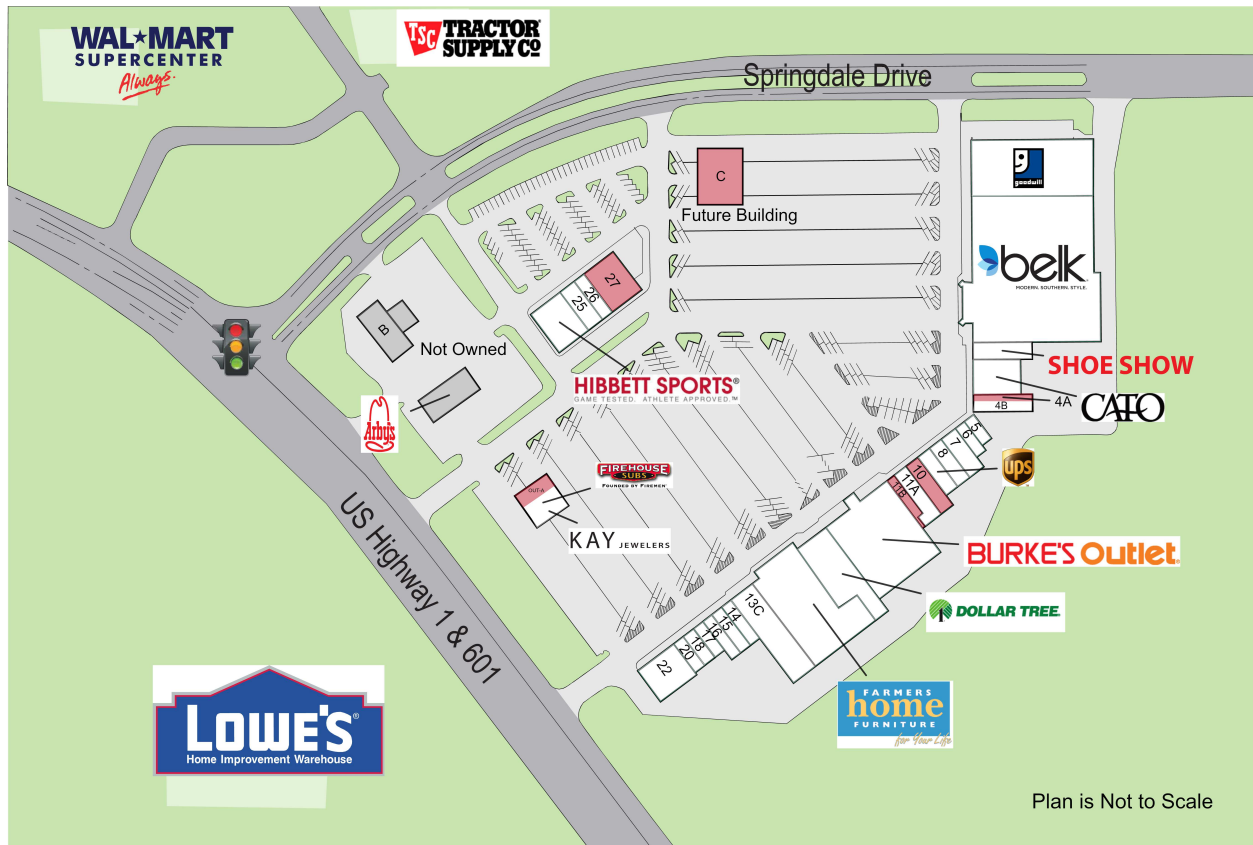 WAL★MART
SUPERCENTER
Always.
TSC TRACTOR
SUPPLY CO
Springdale Drive
goodwill
C
Future Building
belk
MODERN. SOUTHERN. STYLE.
27
26
25
B
Not Owned
SHOE SHOW
HIBBETT SPORTS®
GAME TESTED. ATHLETE APPROVED.™
4A
4B
CATO
Arby's
5
6
7
8
10
11A
11B
ups
FIREHOUSE
SUBS
FOUNDED BY FIREMEN
OUT-A
KAY JEWELERS
US Highway 1 & 601
BURKE'S Outlet
DOLLAR TREE
13C
14
15
16
17
18
20
22
FARMERS
home
FURNITURE
for Your Life
LOWE'S®
Home Improvement Warehouse
Plan is Not to Scale